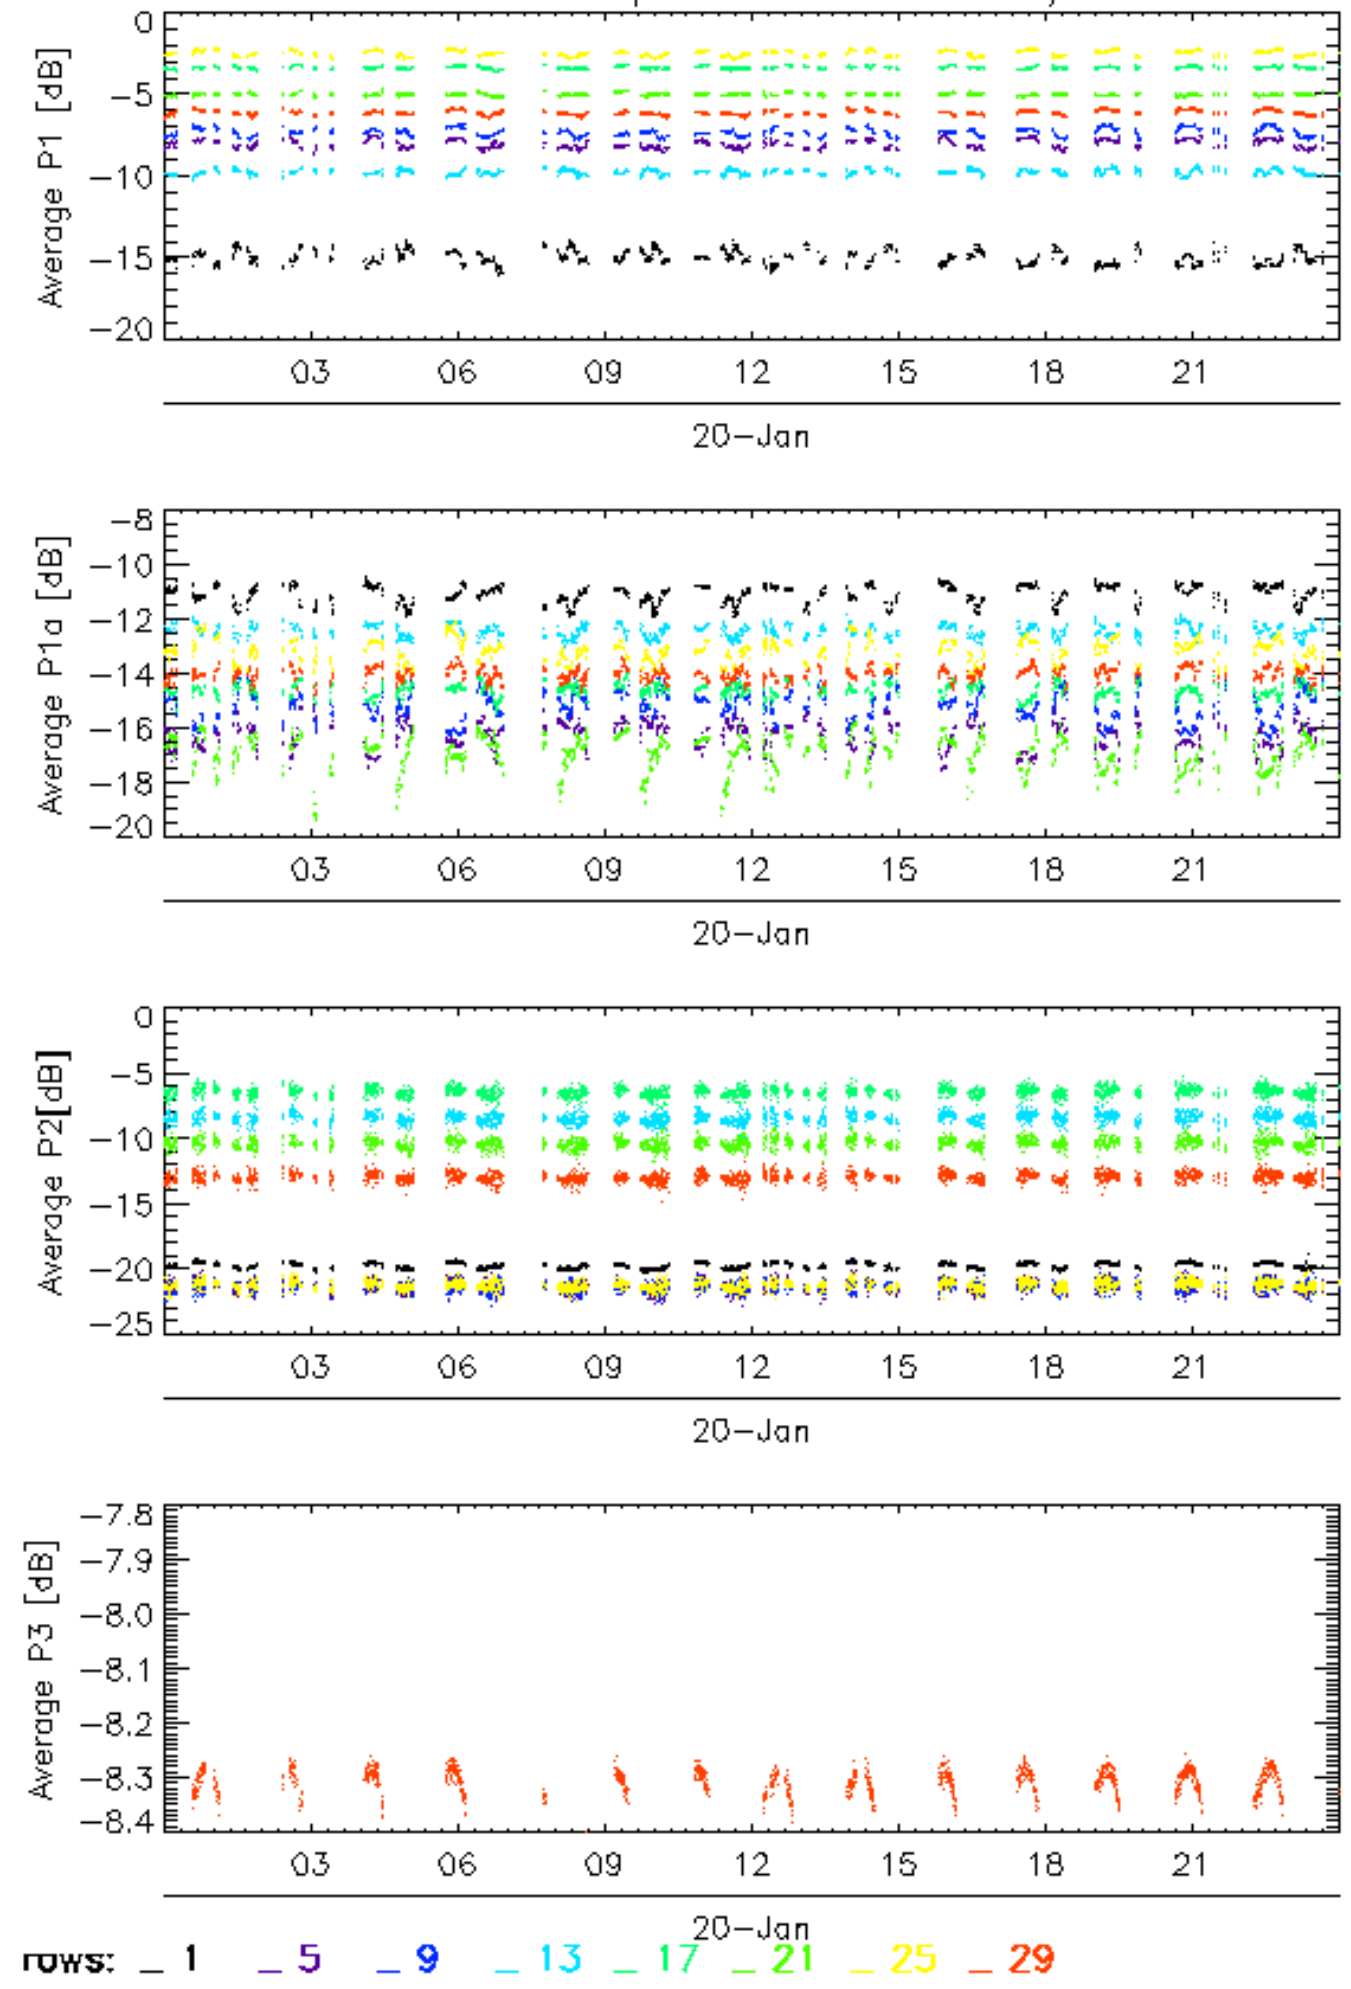 0
−5
−10
−15
−20
Average P1 [dB]
03 06 09 12 15 18 21
20−Jan
−8
−10
−12
−14
−16
−18
−20
Average P1a [dB]
03 06 09 12 15 18 21
20−Jan
0
−5
−10
−15
−20
−25
Average P2[dB]
03 06 09 12 15 18 21
20−Jan
−7.8
−7.9
−8.0
−8.1
−8.2
−8.3
−8.4
Average P3 [dB]
03 06 09 12 15 18 21
20−Jan
rows: _ 1 _ 5 _ 9 _ 13 _ 17 _ 21 _ 25 _ 29